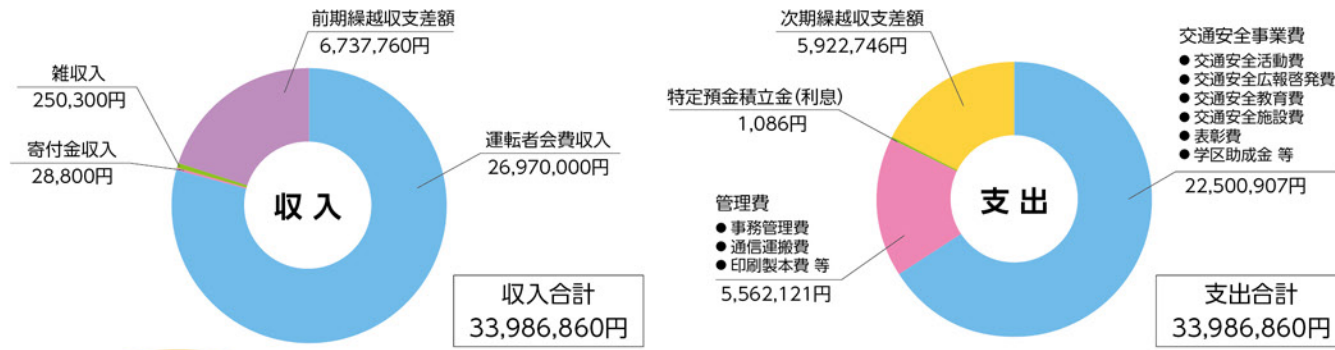 前期繰越収支差額
6,737,760円
雑収入
250,300円
寄付金収入
28,800円
運転者会費収入
26,970,000円
収入
収入合計
33,986,860円
次期繰越収支差額
5,922,746円
特定預金積立金(利息)
1,086円
管理費
● 事務管理費
● 通信運搬費
● 印刷製本費 等
5,562,121円
交通安全事業費
● 交通安全活動費
● 交通安全広報啓発費
● 交通安全教育費
● 交通安全施設費
● 表彰費
● 学区助成金 等
22,500,907円
支出
支出合計
33,986,860円